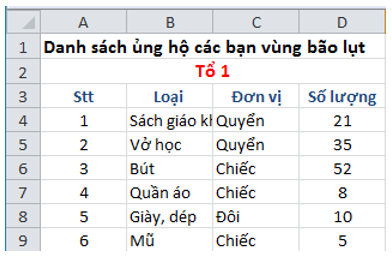 A B C D
1 Danh sách ủng hộ các bạn vùng bão lụt
2 Tổ 1
3 Stt Loại Đơn vị Số lượng
4 1 Sách giáo kh Quyển 21
5 2 Vở học Quyển 35
6 3 Bút Chiếc 52
7 4 Quần áo Chiếc 8
8 5 Giày, dép Đôi 10
9 6 Mũ Chiếc 5